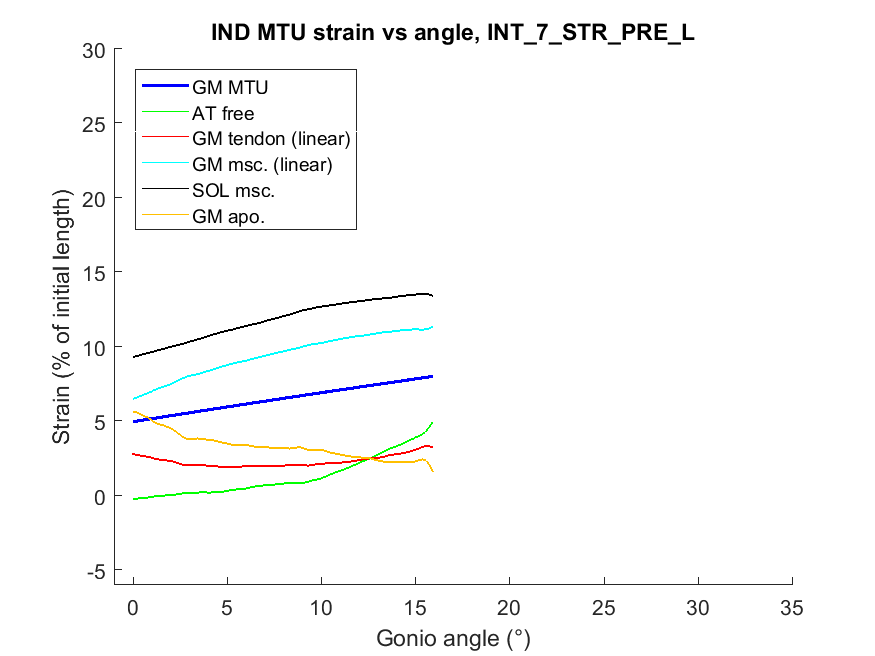 IND MTU strain vs angle, INT_7_STR_PRE_L
30
25
20
15
10
5
0
-5
Strain (% of initial length)
GM MTU
AT free
GM tendon (linear)
GM msc. (linear)
SOL msc.
GM apo.
0 5 10 15 20 25 30 35
Gonio angle (°)